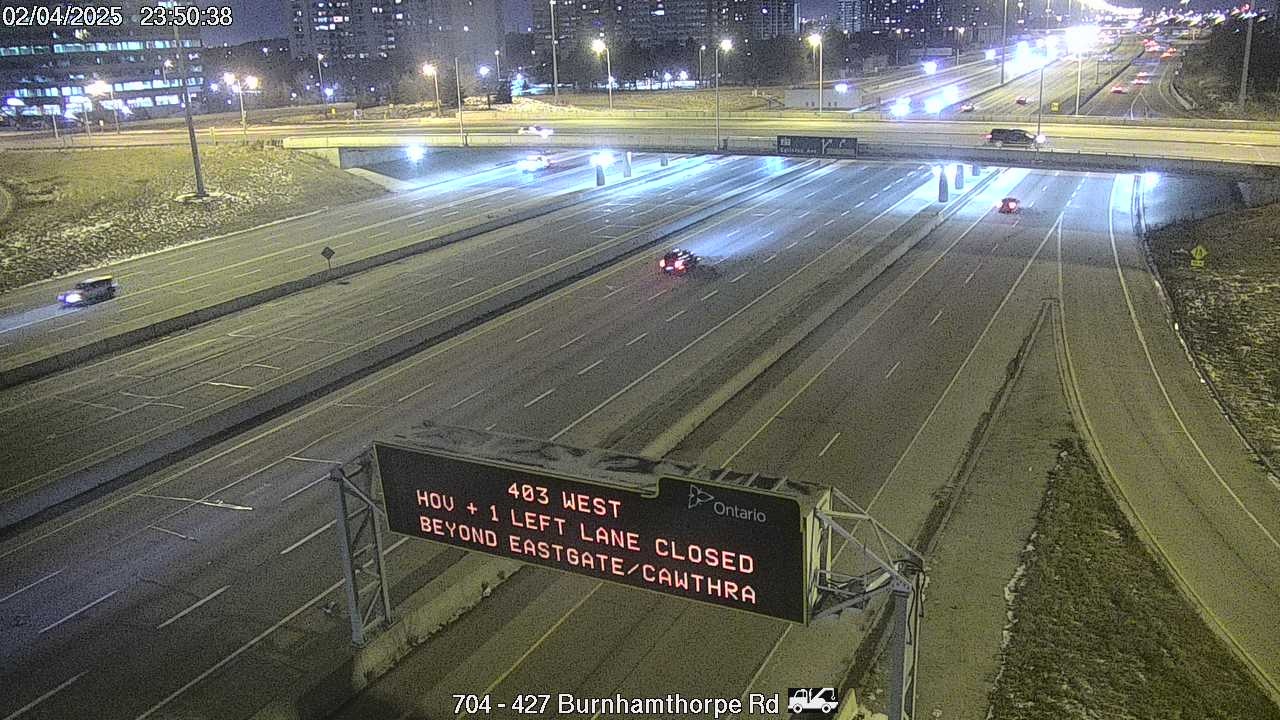 02/04/2025 23:50:38
403 WEST
Ontario
HOV + 1 LEFT LANE CLOSED
BEYOND EASTGATE/CAWTHRA
704 - 427 Burnhamthorpe Rd